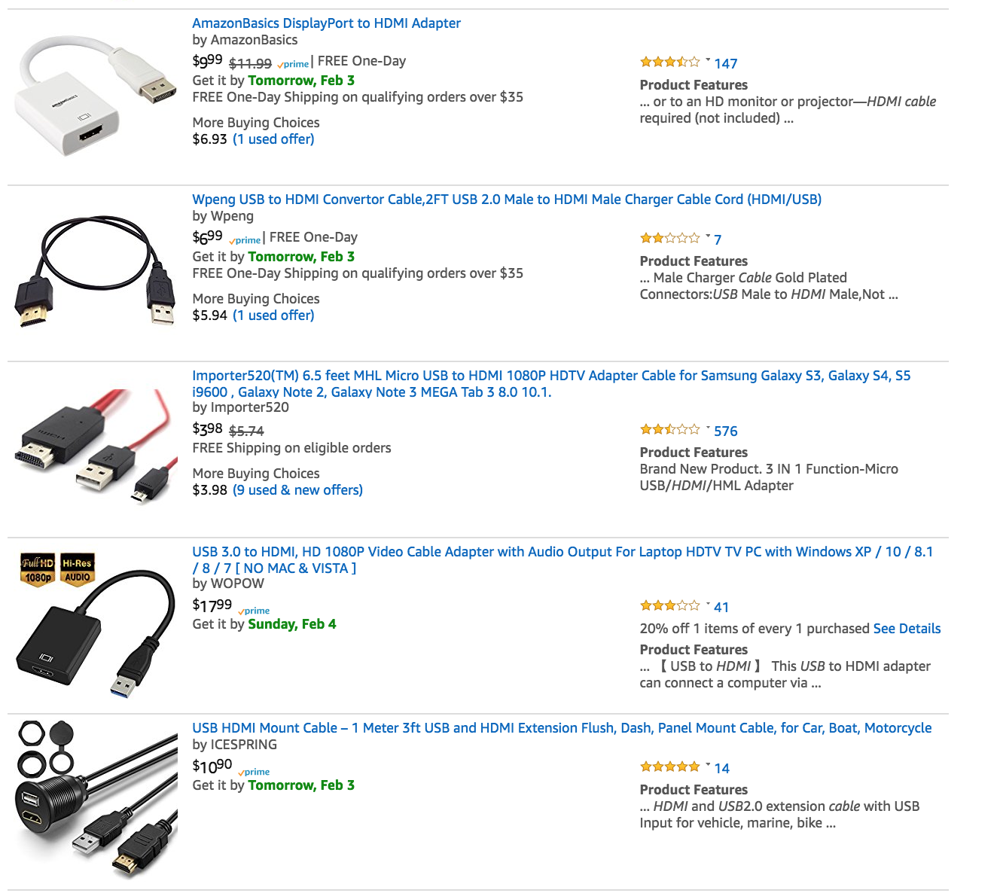 AmazonBasics DisplayPort to HDMI Adapter
by AmazonBasics
$9.99 $11.99 prime | FREE One-Day
Get it by Tomorrow, Feb 3
FREE One-Day Shipping on qualifying orders over $35
More Buying Choices
$6.93 (1 used offer)
147
Product Features
... or to an HD monitor or projector—HDMI cable
required (not included) ...
amazonbasics
Wpeng USB to HDMI Convertor Cable,2FT USB 2.0 Male to HDMI Male Charger Cable Cord (HDMI/USB)
by Wpeng
$6.99 prime | FREE One-Day
Get it by Tomorrow, Feb 3
FREE One-Day Shipping on qualifying orders over $35
More Buying Choices
$5.94 (1 used offer)
7
Product Features
... Male Charger Cable Gold Plated
Connectors:USB Male to HDMI Male,Not ...
Importer520(TM) 6.5 feet MHL Micro USB to HDMI 1080P HDTV Adapter Cable for Samsung Galaxy S3, Galaxy S4, S5
i9600 , Galaxy Note 2, Galaxy Note 3 MEGA Tab 3 8.0 10.1.
by Importer520
$3.98 $5.74
FREE Shipping on eligible orders
More Buying Choices
$3.98 (9 used & new offers)
576
Product Features
Brand New Product. 3 IN 1 Function-Micro
USB/HDMI/HML Adapter
HDMI
USB 3.0 to HDMI, HD 1080P Video Cable Adapter with Audio Output For Laptop HDTV TV PC with Windows XP / 10 / 8.1
/ 8 / 7 [ NO MAC & VISTA ]
by WOPOW
$17.99 prime
Get it by Sunday, Feb 4
41
20% off 1 items of every 1 purchased See Details
Product Features
... 【 USB to HDMI 】 This USB to HDMI adapter
can connect a computer via ...
Full HD
1080p
Hi-Res
AUDIO
USB HDMI Mount Cable – 1 Meter 3ft USB and HDMI Extension Flush, Dash, Panel Mount Cable, for Car, Boat, Motorcycle
by ICESPRING
$10.90 prime
Get it by Tomorrow, Feb 3
14
Product Features
... HDMI and USB2.0 extension cable with USB
Input for vehicle, marine, bike ...